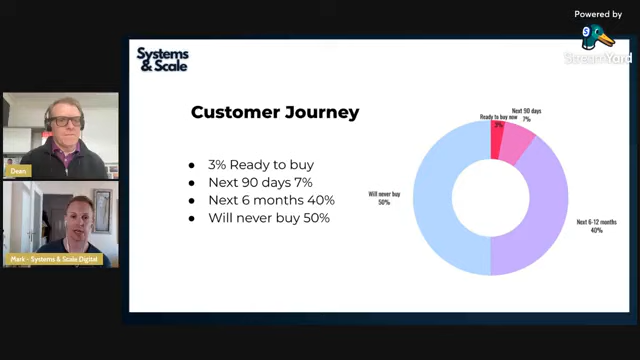 Powered by
StreamYard
Systems
& Scale
Customer Journey
● 3% Ready to buy
● Next 90 days 7%
● Next 6 months 40%
● Will never buy 50%
Ready to buy now
3%
Next 90 days
7%
Will never buy
50%
Next 6-12 months
40%
Dean
Mark - Systems & Scale Digital